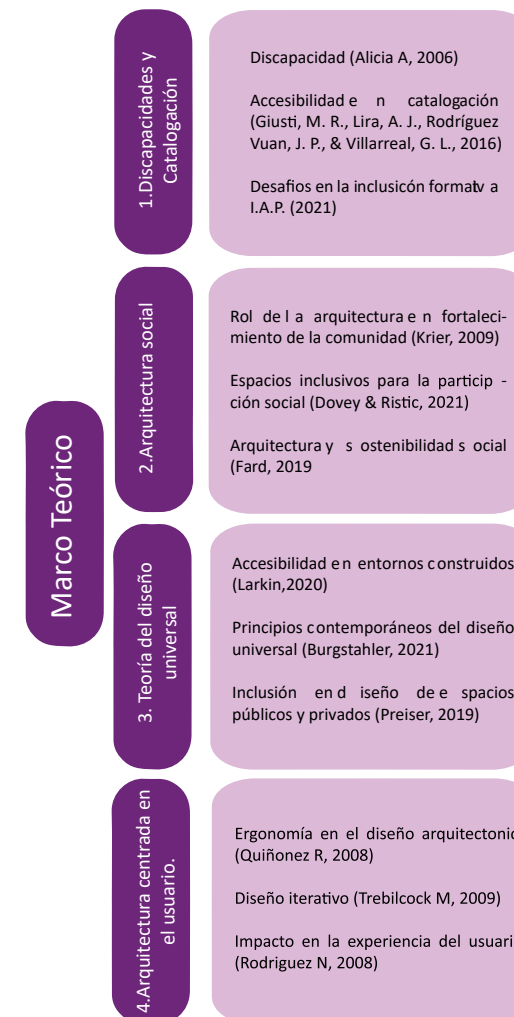 Marco Teórico
1.Discapacidades y
Catalogación
Discapacidad (Alicia A, 2006)
Accesibilidad e n catalogación
(Giusti, M. R., Lira, A. J., Rodríguez
Vuan, J. P., & Villarreal, G. L., 2016)
Desafios en la inclusicón formatv a
I.A.P. (2021)
2.Arquitectura social
Rol de l a arquitectura e n fortaleci-
miento de la comunidad (Krier, 2009)
Espacios inclusivos para la particip -
ción social (Dovey & Ristic, 2021)
Arquitectura y s ostenibilidad s ocial
(Fard, 2019
3. Teoría del diseño
universal
Accesibilidad e n entornos c onstruidos
(Larkin,2020)
Principios c ontemporáneos del diseño
universal (Burgstahler, 2021)
Inclusión en d iseño de e spacios
públicos y privados (Preiser, 2019)
4.Arquitectura centrada en
el usuario.
Ergonomía en el diseño arquitectonic
(Quiñonez R, 2008)
Diseño iterativo (Trebilcock M, 2009)
Impacto en la experiencia del usuari
(Rodriguez N, 2008)